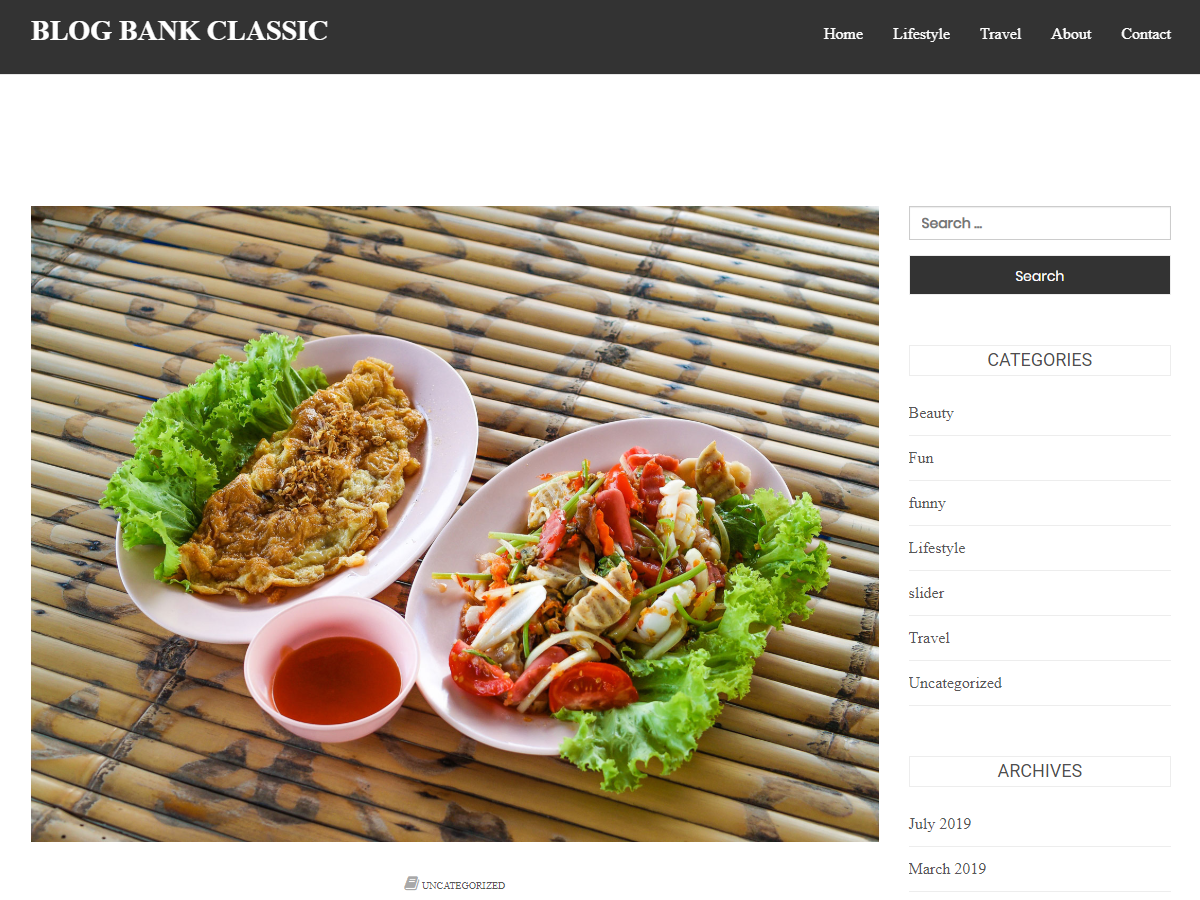 BLOG BANK CLASSIC
Home Lifestyle Travel About Contact
Search ...
Search
CATEGORIES
Beauty
Fun
funny
Lifestyle
slider
Travel
Uncategorized
ARCHIVES
July 2019
March 2019
UNCATEGORIZED